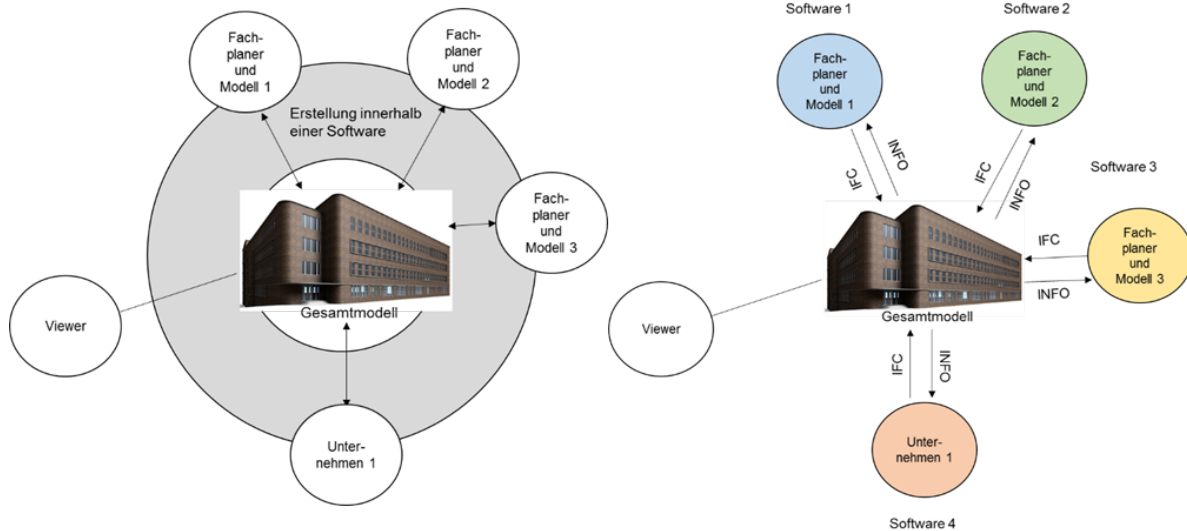 Fach-
planer
und
Modell 1
Fach-
planer
und
Modell 2
Erstellung innerhalb
einer Software
Fach-
planer
und
Modell 3
Gesamtmodell
Viewer
Unter-
nehmen 1
Software 1
Software 2
Fach-
planer
und
Modell 1
Fach-
planer
und
Modell 2
IFC
INFO
IFC
INFO
Software 3
Fach-
planer
und
Modell 3
IFC
INFO
Gesamtmodell
Viewer
IFC
INFO
Unter-
nehmen 1
Software 4